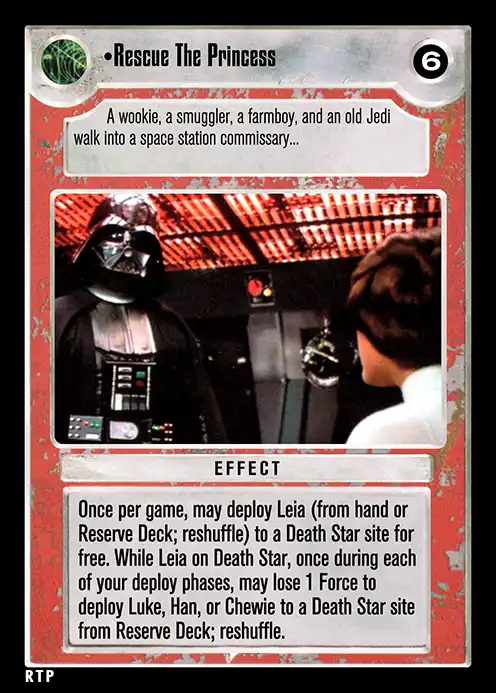 •Rescue The Princess
6
A wookie, a smuggler, a farmboy, and an old Jedi
walk into a space station commissary...
EFFECT
Once per game, may deploy Leia (from hand or
Reserve Deck; reshuffle) to a Death Star site for
free. While Leia on Death Star, once during each
of your deploy phases, may lose 1 Force to
deploy Luke, Han, or Chewie to a Death Star site
from Reserve Deck; reshuffle.
RTP